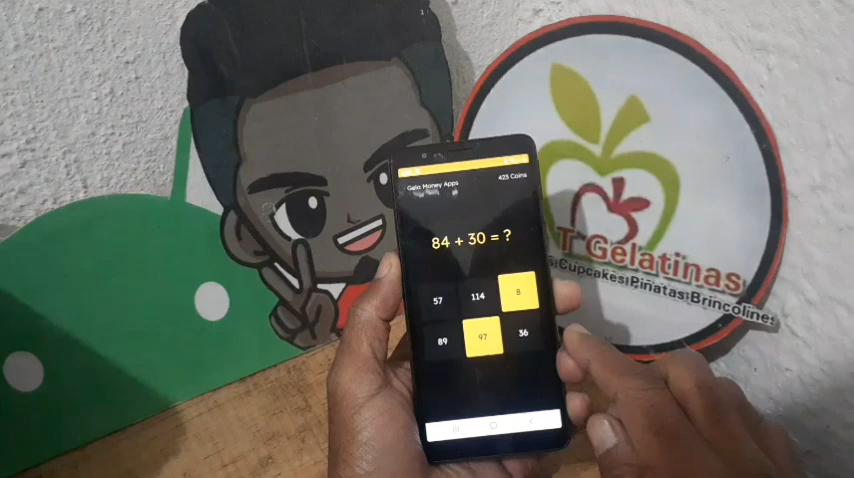 Gelo Money Apps
423 Coins
84 + 30 = ?
57
114
8
89
97
36
T Gelatinas
Cupcakes Piñatas Brincolines